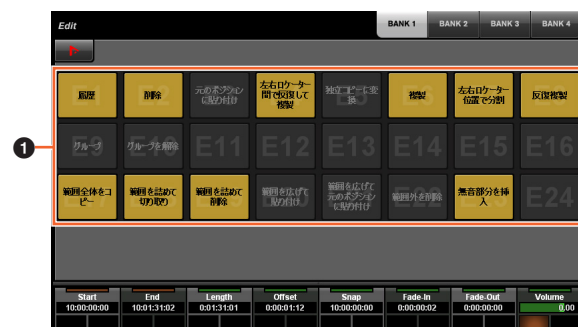 Edit
BANK 1
BANK 2
BANK 3
BANK 4
1
履歴
削除
元のポジション
に貼り付け
左右ロケーター
間で反復して
複製
独立コピーに変
換
複製
左右ロケーター
位置で分割
反復複製
グループ
グループを解除
E9
E10
E11
E12
E13
E14
E15
E16
範囲全体をコ
ピー
範囲を詰めて
切り取り
範囲を詰めて
削除
範囲を広げて
貼り付け
範囲を広げて
元のポジション
に貼り付け
範囲外を削除
無音部分を挿
入
E24
Start
End
Length
Offset
Snap
Fade-In
Fade-Out
Volume
10:00:00:00
10:01:31:02
0:01:31:01
0:00:01:12
10:00:00:00
0:00:00:02
0:00:00:00
0.00